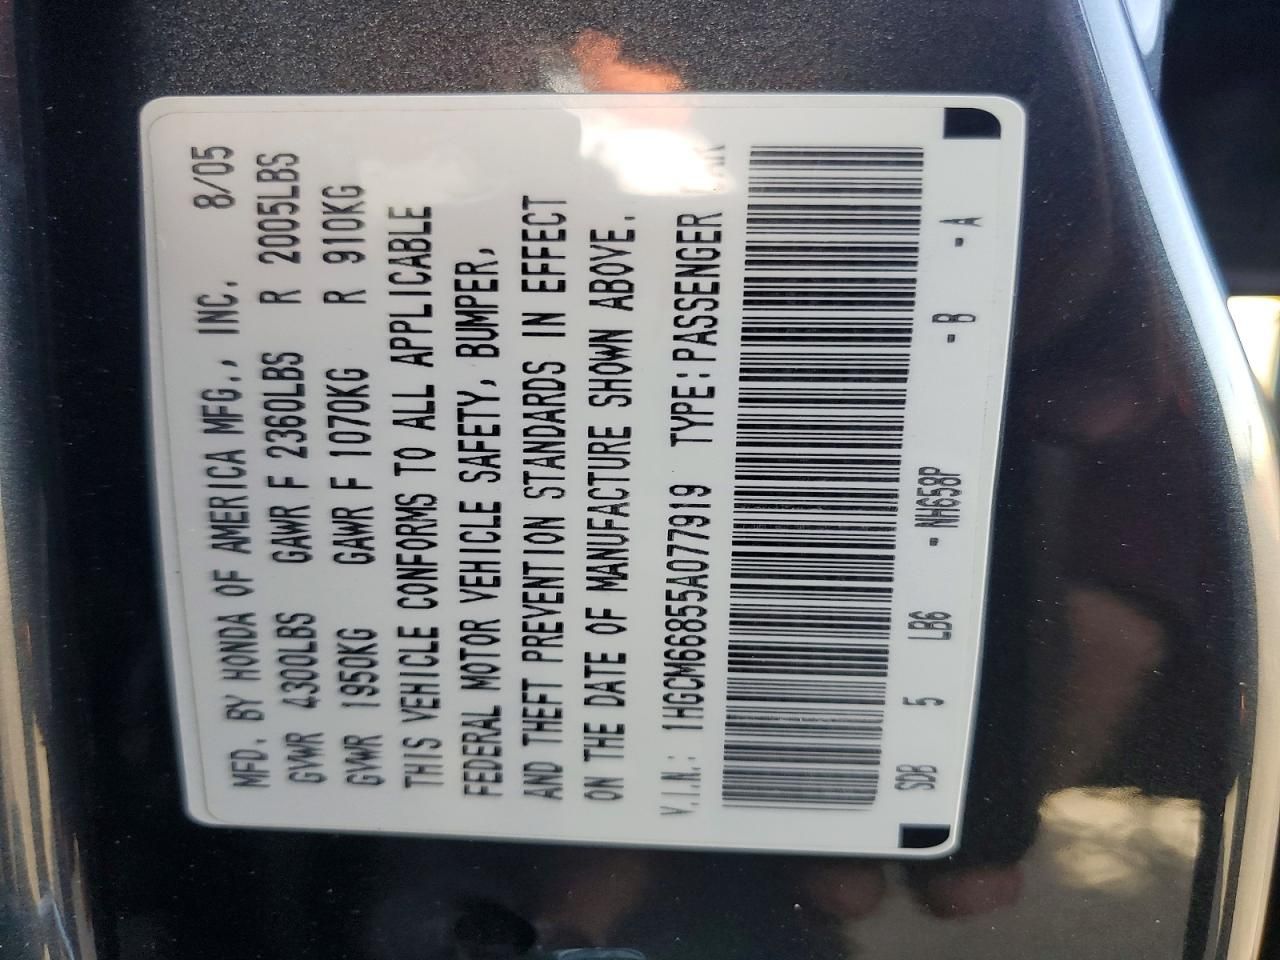 MFD. BY HONDA OF AMERICA MFG., INC. 8/05
GVWR 4300LBS GAWR F 2360LBS R 2005LBS
GVWR 1950KG GAWR F 1070KG R 910KG
THIS VEHICLE CONFORMS TO ALL APPLICABLE
FEDERAL MOTOR VEHICLE SAFETY, BUMPER,
AND THEFT PREVENTION STANDARDS IN EFFECT
ON THE DATE OF MANUFACTURE SHOWN ABOVE.
V.I.N.: 1HGCM66855A077919 TYPE:PASSENGER
SDB 5 LB6 -NH658P -B -A